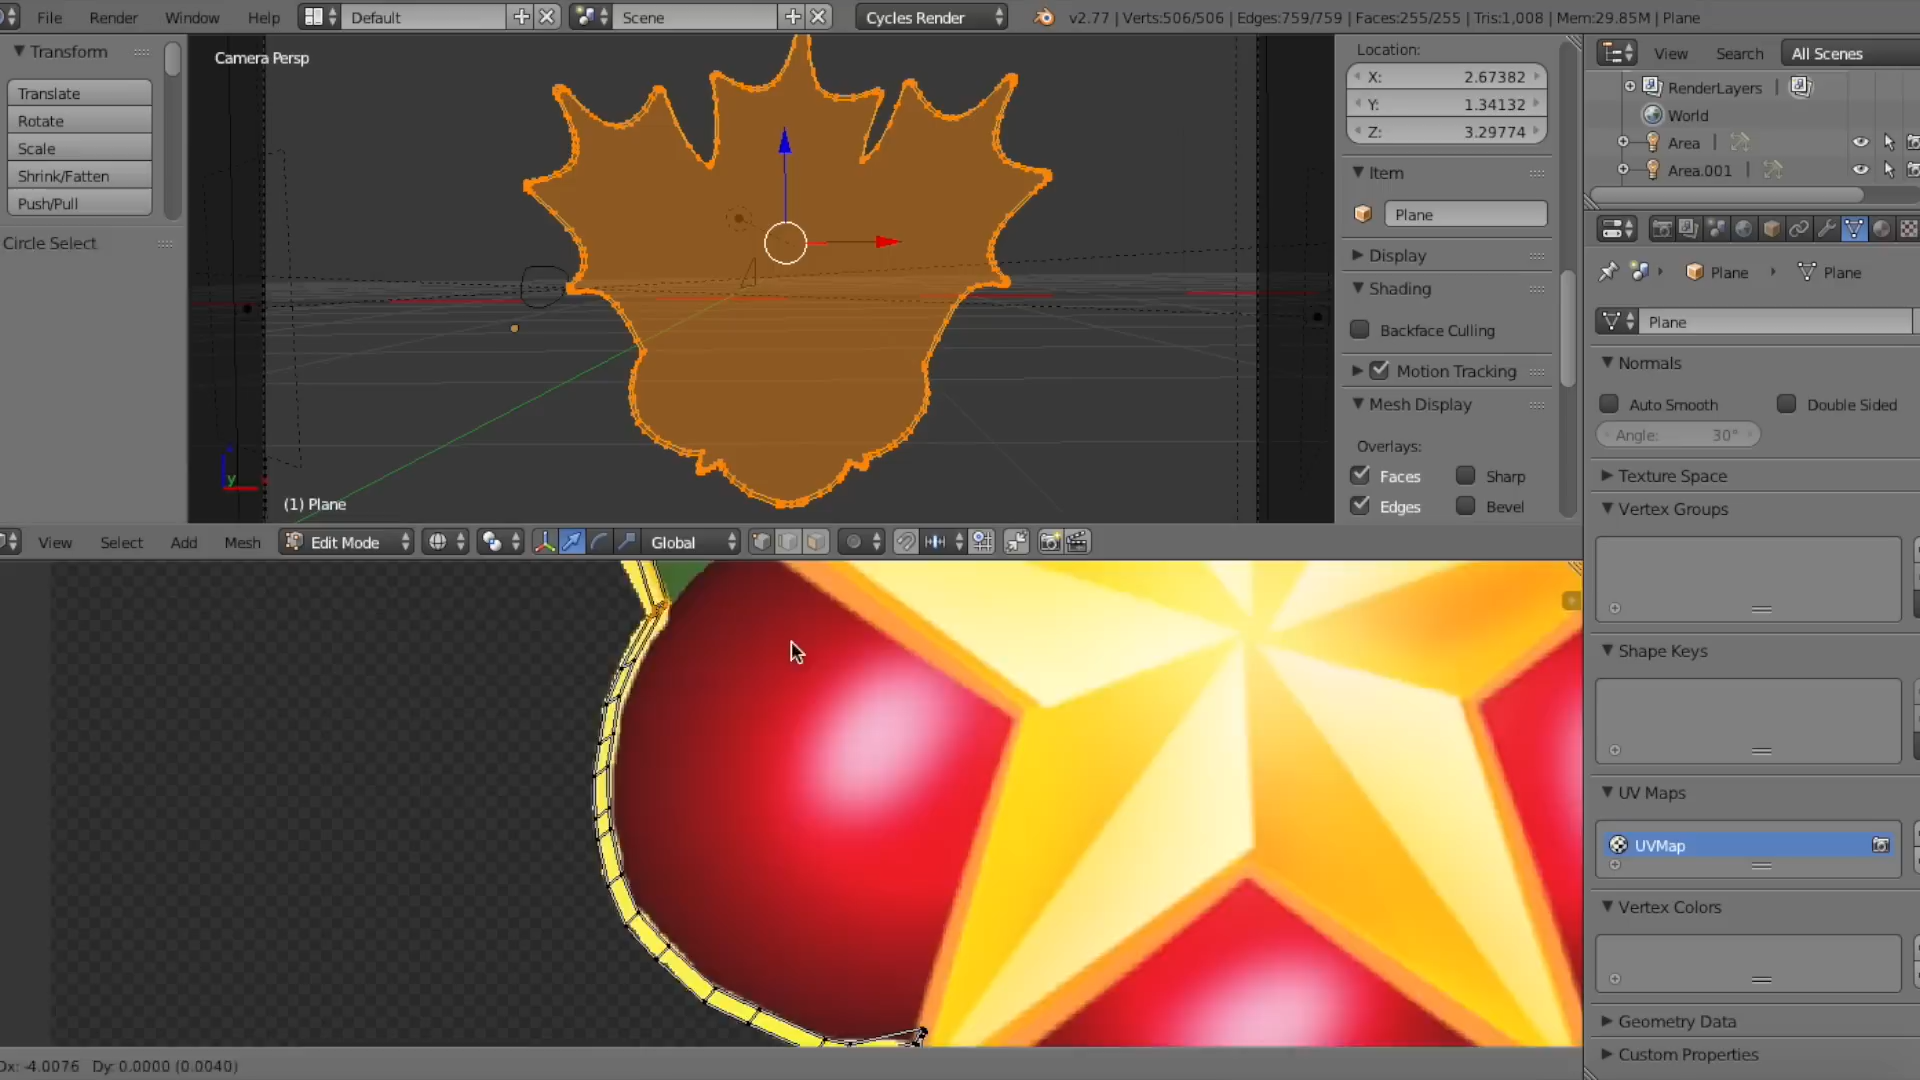 File Render Window Help Default Scene Cycles Render v2.77 | Verts:506/506 | Edges:759/759 | Faces:255/255 | Tris:1,008 | Mem:29.85M | Plane
Transform
Translate
Rotate
Scale
Shrink/Fatten
Push/Pull
Circle Select
Camera Persp
y
(1) Plane
Location:
X: 2.67382
Y: 1.34132
Z: 3.29774
Item
Plane
Display
Shading
Backface Culling
Motion Tracking
Mesh Display
Overlays:
Faces Sharp
Edges Bevel
View Search All Scenes
RenderLayers
World
Area
Area.001
Plane Plane
Plane
Normals
Auto Smooth Double Sided
Angle: 30°
Texture Space
Vertex Groups
Shape Keys
UV Maps
UVMap
Vertex Colors
Geometry Data
Custom Properties
View Select Add Mesh Edit Mode Global
Dx: -4.0076 Dy: 0.0000 (0.0040)